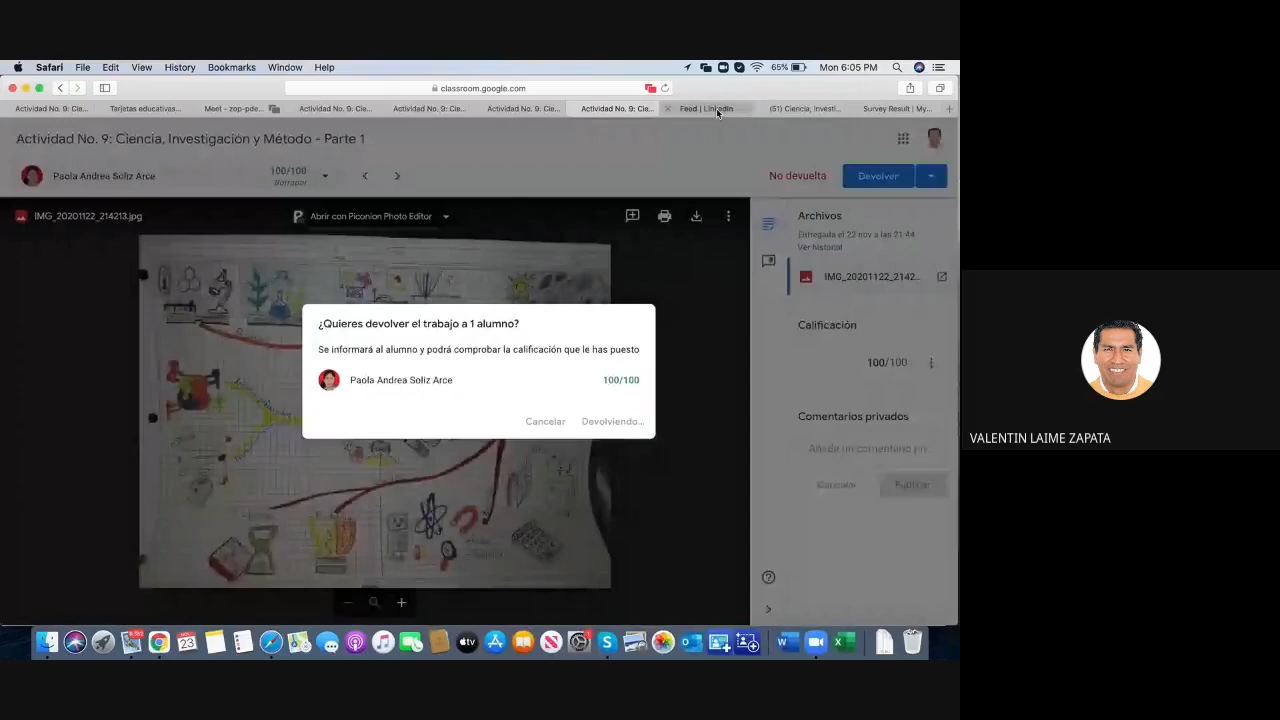 Safari File Edit View History Bookmarks Window Help 65% Mon 6:05 PM
classroom.google.com
Actividad No. 9: Cie... Tarjetas educativas... Meet - zop-pde... Actividad No. 9: Cie... Actividad No. 9: Cie... Actividad No. 9: Cie... Actividad No. 9: Cie... Feed | LinkedIn (51) Ciencia, Investi... Survey Result | My...
Actividad No. 9: Ciencia, Investigación y Método - Parte 1
Paola Andrea Soliz Arce 100/100 No devuelta Devolver
Borrador
IMG_20201122_214213.jpg Abrir con Piconion Photo Editor Archivos
Entregada el 22 nov a las 21:44
Ver historial
IMG_20201122_2142...
¿Quieres devolver el trabajo a 1 alumno?
Calificación
Se informará al alumno y podrá comprobar la calificación que le has puesto
100/100
Paola Andrea Soliz Arce 100/100
Comentarios privados
Cancelar Devolviendo...
Añade un comentario pri
Cancelar Publicar
VALENTIN LAIME ZAPATA
NOV
23